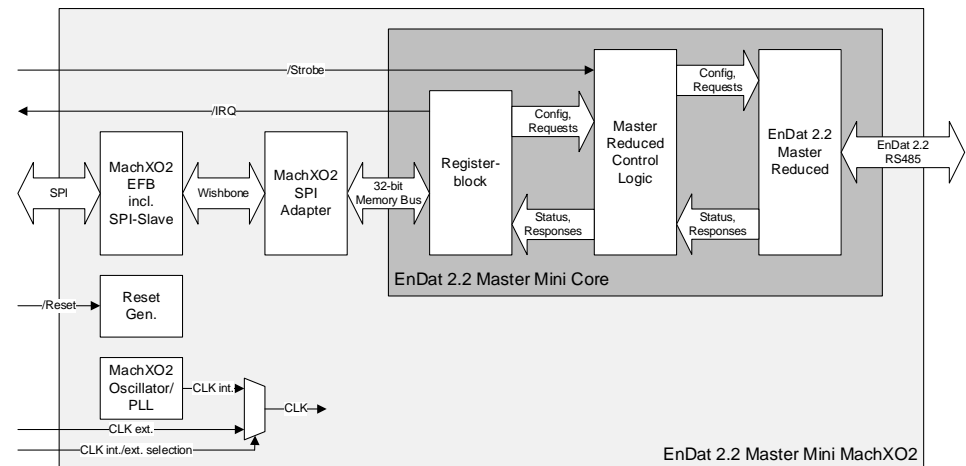 /Strobe
/IRQ
Config,
Requests
Config,
Requests
MachXO2
EFB
incl.
SPI-Slave
MachXO2
SPI
Adapter
Register-
block
Master
Reduced
Control
Logic
EnDat 2.2
Master
Reduced
EnDat 2.2
RS485
SPI
Wishbone
32-bit
Memory Bus
Status,
Responses
Status,
Responses
EnDat 2.2 Master Mini Core
/Reset
Reset
Gen.
MachXO2
Oscillator/
PLL
CLK int.
CLK
CLK ext.
CLK int./ext. selection
EnDat 2.2 Master Mini MachXO2